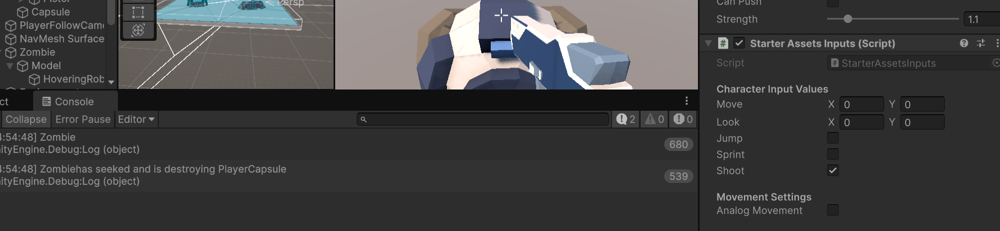 Pistol
Capsule
PlayerFollowCam
NavMesh Surface
Zombie
Model
HoveringRob
Persp
Console
Collapse
Error Pause
Editor
2
0
0
4:54:48] Zombie
ityEngine.Debug:Log (object)
680
4:54:48] Zombiehas seeked and is destroying PlayerCapsule
ityEngine.Debug:Log (object)
539
Can Push
Strength 1.1
# Starter Assets Inputs (Script)
Script StarterAssetsInputs
Character Input Values
Move X 0 Y 0
Look X 0 Y 0
Jump
Sprint
Shoot
Movement Settings
Analog Movement